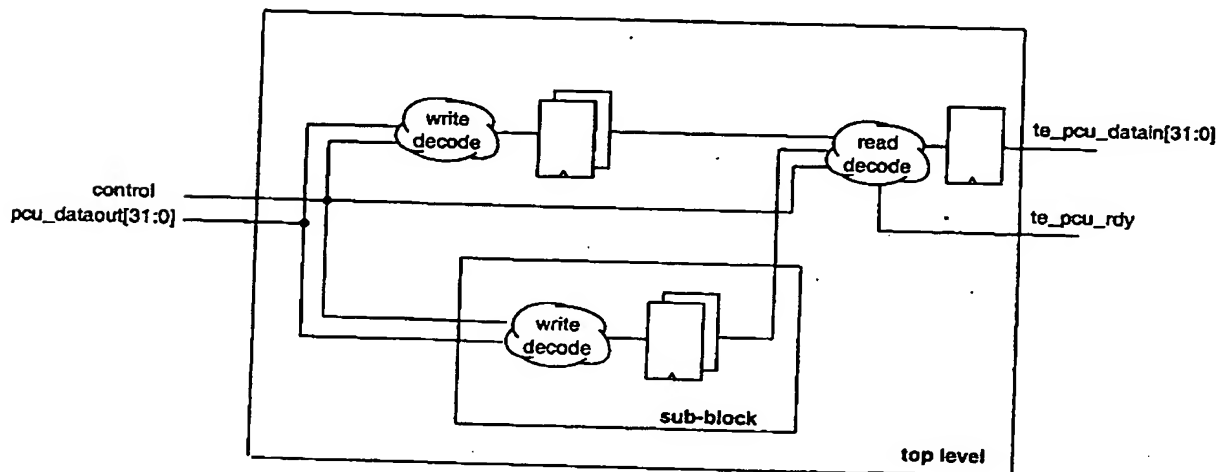 write
decode
read
decode
te_pcu_datain[31:0]
control
pcu_dataout[31:0]
te_pcu_rdy
write
decode
sub-block
top level